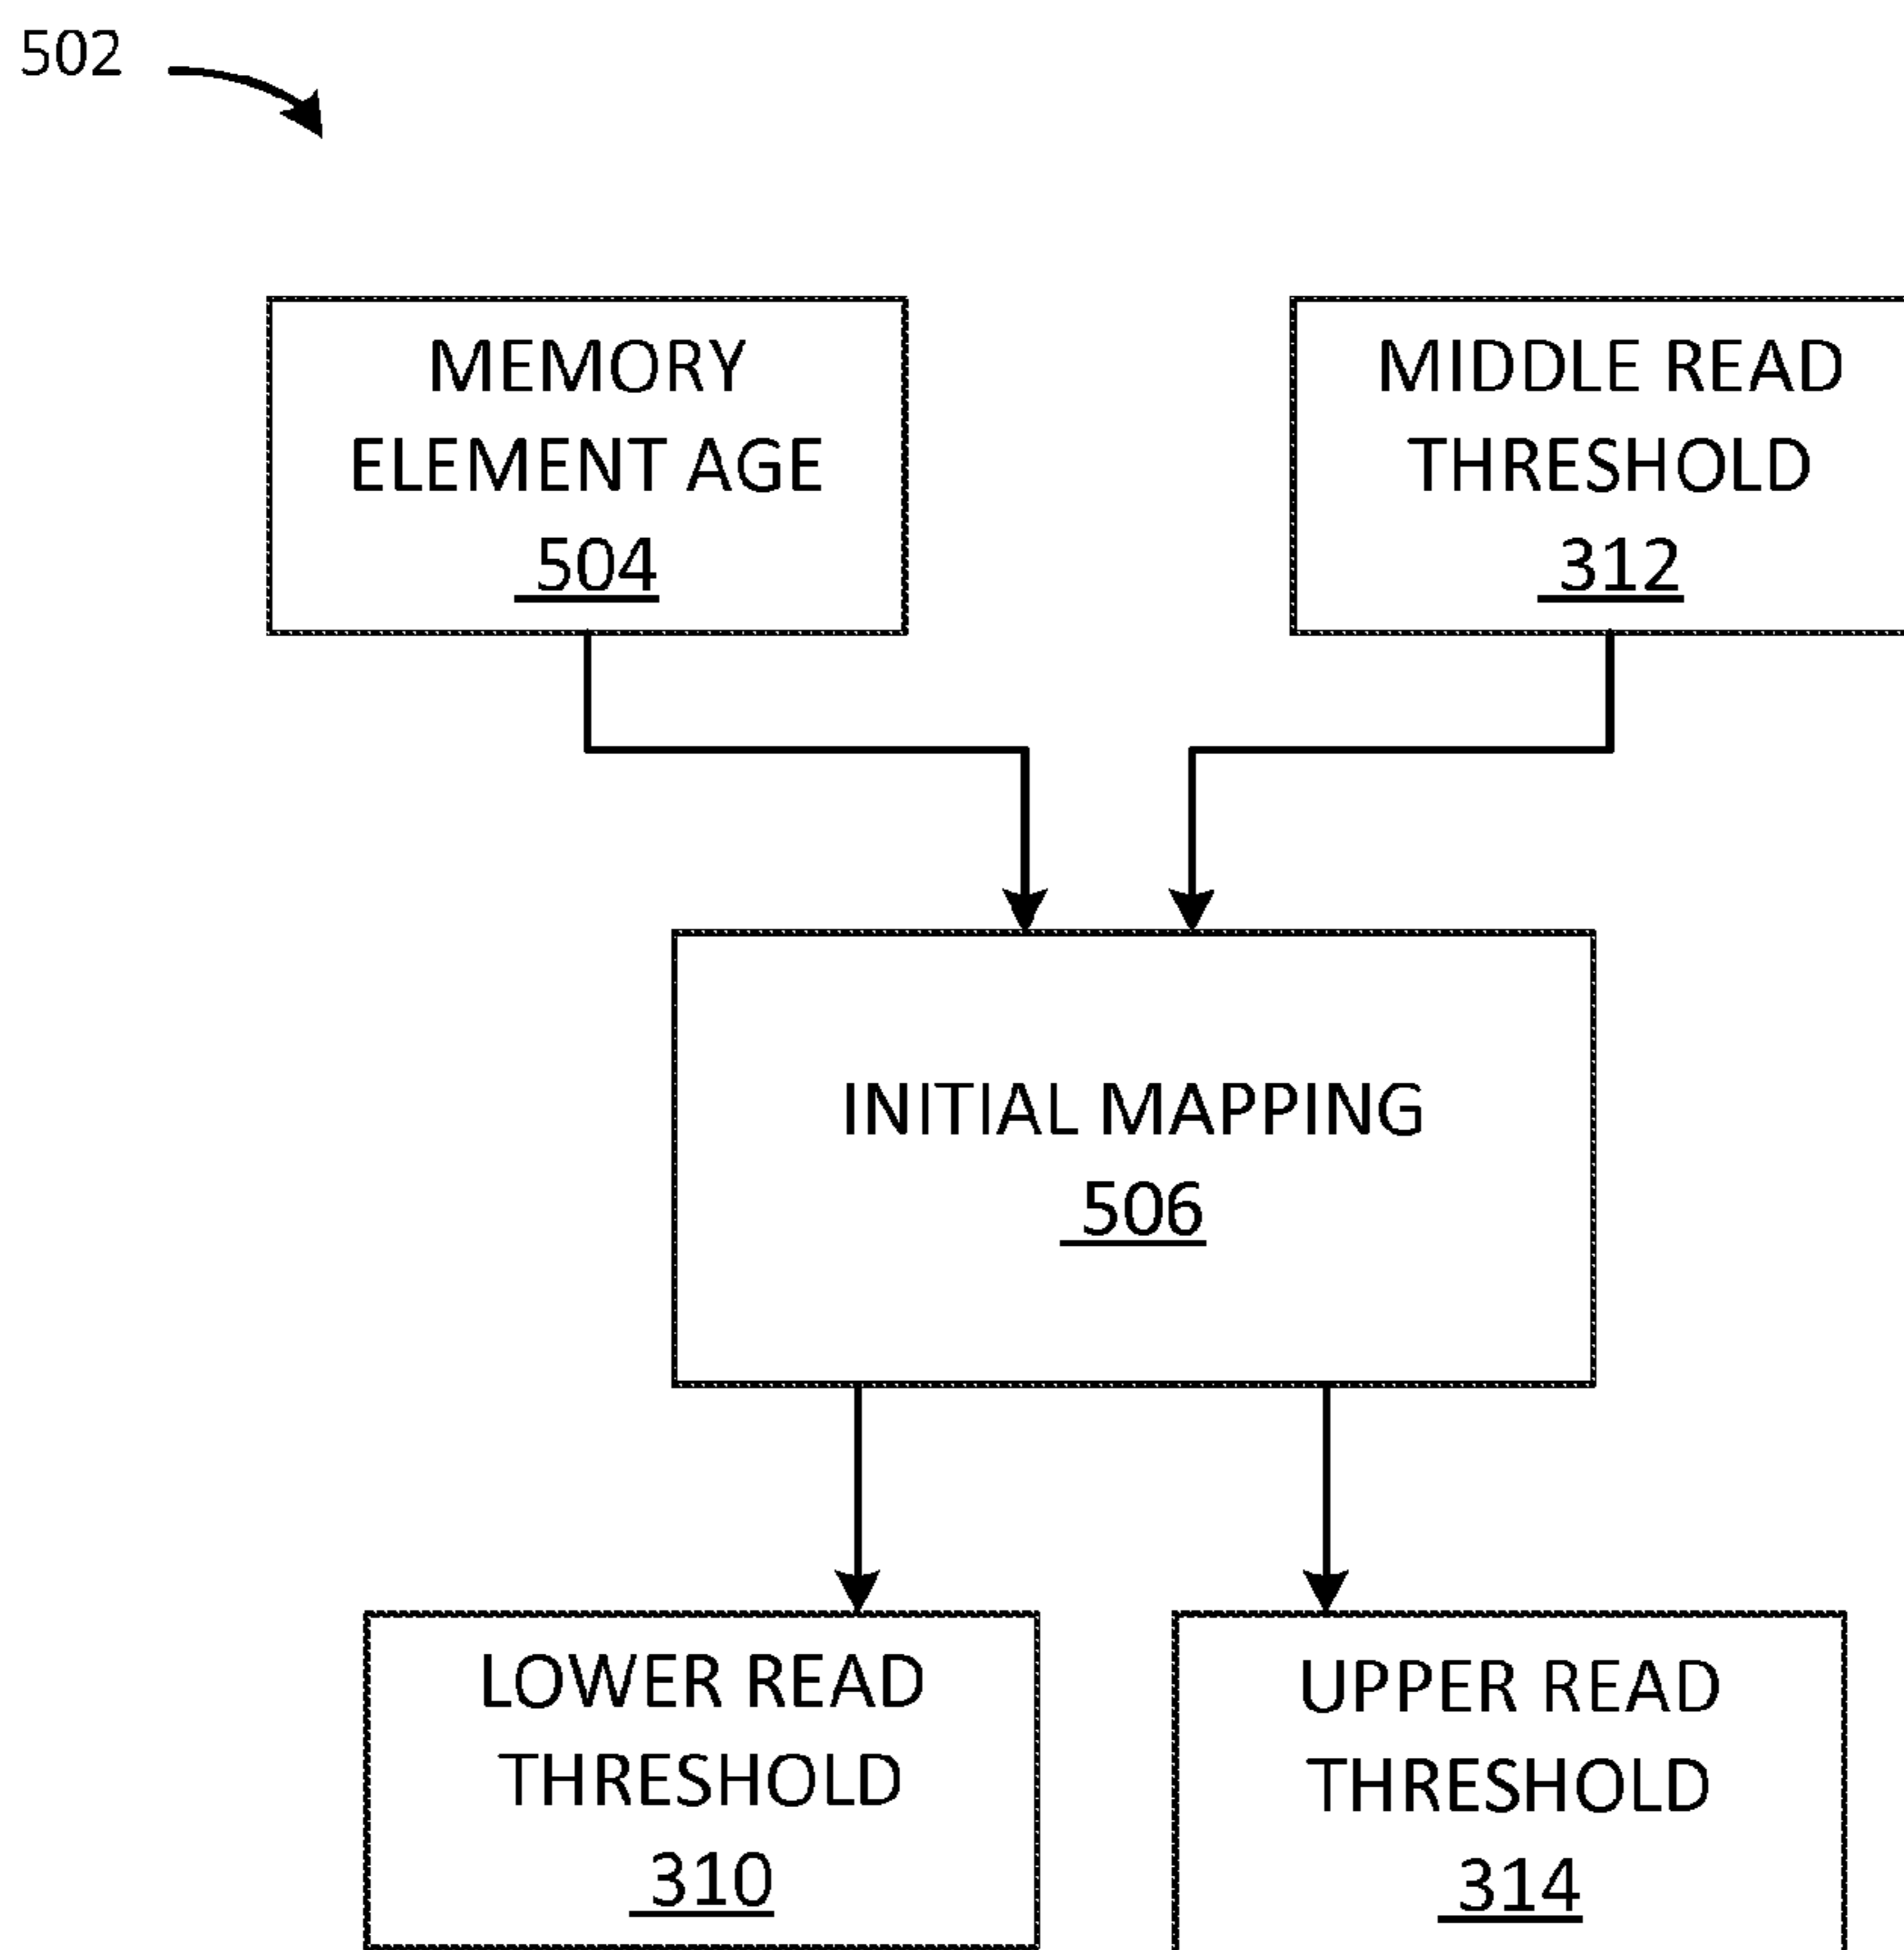 502
MEMORY
ELEMENT AGE
504
MIDDLE READ
THRESHOLD
312
INITIAL MAPPING
506
LOWER READ
THRESHOLD
310
UPPER READ
THRESHOLD
314